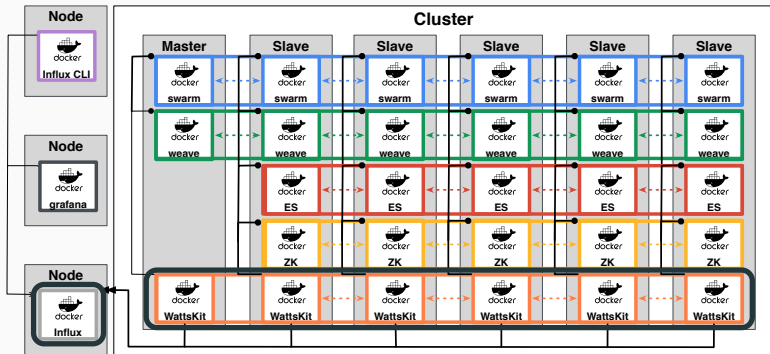 Cluster
Node
docker
Influx CLI
Node
docker
grafana
Node
docker
Influx
Master Slave Slave Slave Slave Slave
docker docker docker docker docker docker
swarm swarm swarm swarm swarm swarm
docker docker docker docker docker docker
weave weave weave weave weave weave
docker docker docker docker docker
ES ES ES ES ES
docker docker docker docker docker
ZK ZK ZK ZK ZK
docker docker docker docker docker docker
WattsKit WattsKit WattsKit WattsKit WattsKit WattsKit